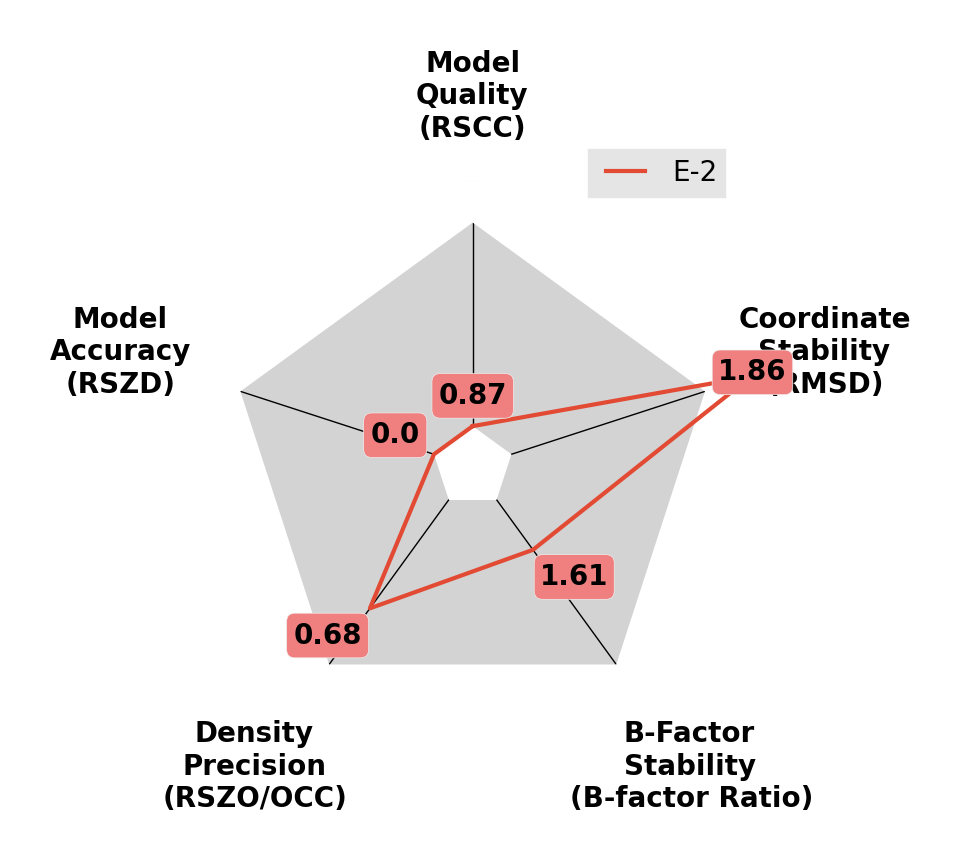 Model
Quality
(RSCC)
E-2
Model
Accuracy
(RSZD)
Coordinate
Stability
(RMSD)
1.86
0.87
0.0
1.61
0.68
Density
Precision
(RSZO/OCC)
B-Factor
Stability
(B-factor Ratio)